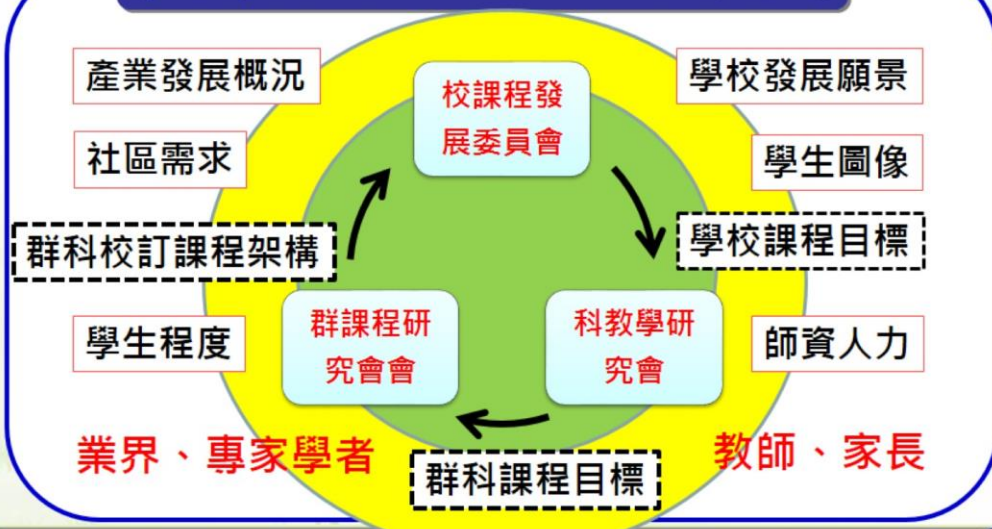 產業發展概況
校課程發
展委員會
學校發展願景
社區需求
學生圖像
群科校訂課程架構
學校課程目標
學生程度
群課程研
究會會
科教學研
究會
師資人力
業界、專家學者
群科課程目標
教師、家長